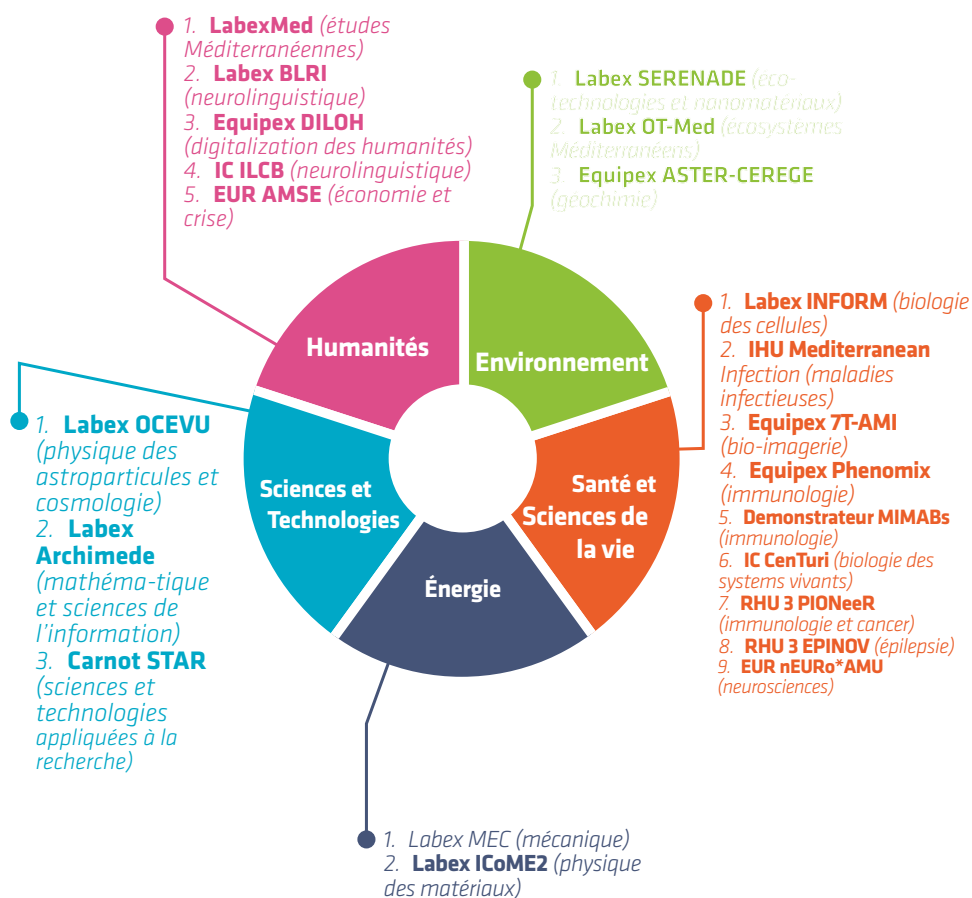 1. LabexMed (études
Méditerranéennes)
2. Labex BLRI
(neurolinguistique)
3. Equipex DILOH
(digitalization des humanités)
4. IC ILCB (neurolinguistique)
5. EUR AMSE (économie et
crise)
1. Labex SERENADE (éco-
technologies et nanomatériaux)
2. Labex OT-Med (écosystèmes
Méditerranéens)
3. Equipex ASTER-CEREGE
(geochimie)
Humanités
Environnement
Santé et
Sciences de
la vie
Énergie
Sciences et
Technologies
1. Labex INFORM (biologie
des cellules)
2. IHU Mediterranean
Infection (maladies
infectieuses)
3. Equipex 7T-AMI
(bio-imagerie)
4. Equipex Phenomix
(immunologie)
5. Demonstrateur MIMABs
(immunologie)
6. IC CenTuri (biologie des
systems vivants)
7. RHU 3 PIONeeR
(immunologie et cancer)
8. RHU 3 EPINOV (épilepsie)
9. EUR nEURo*AMU
(neurosciences)
1. Labex OCEVU
(physique des
astroparticules et
cosmologie)
2. Labex
Archimede
(mathéma-tique
et sciences de
l'information)
3. Carnot STAR
(sciences et
technologies
appliquées à la
recherche)
1. Labex MEC (mécanique)
2. Labex ICoME2 (physique
des matériaux)